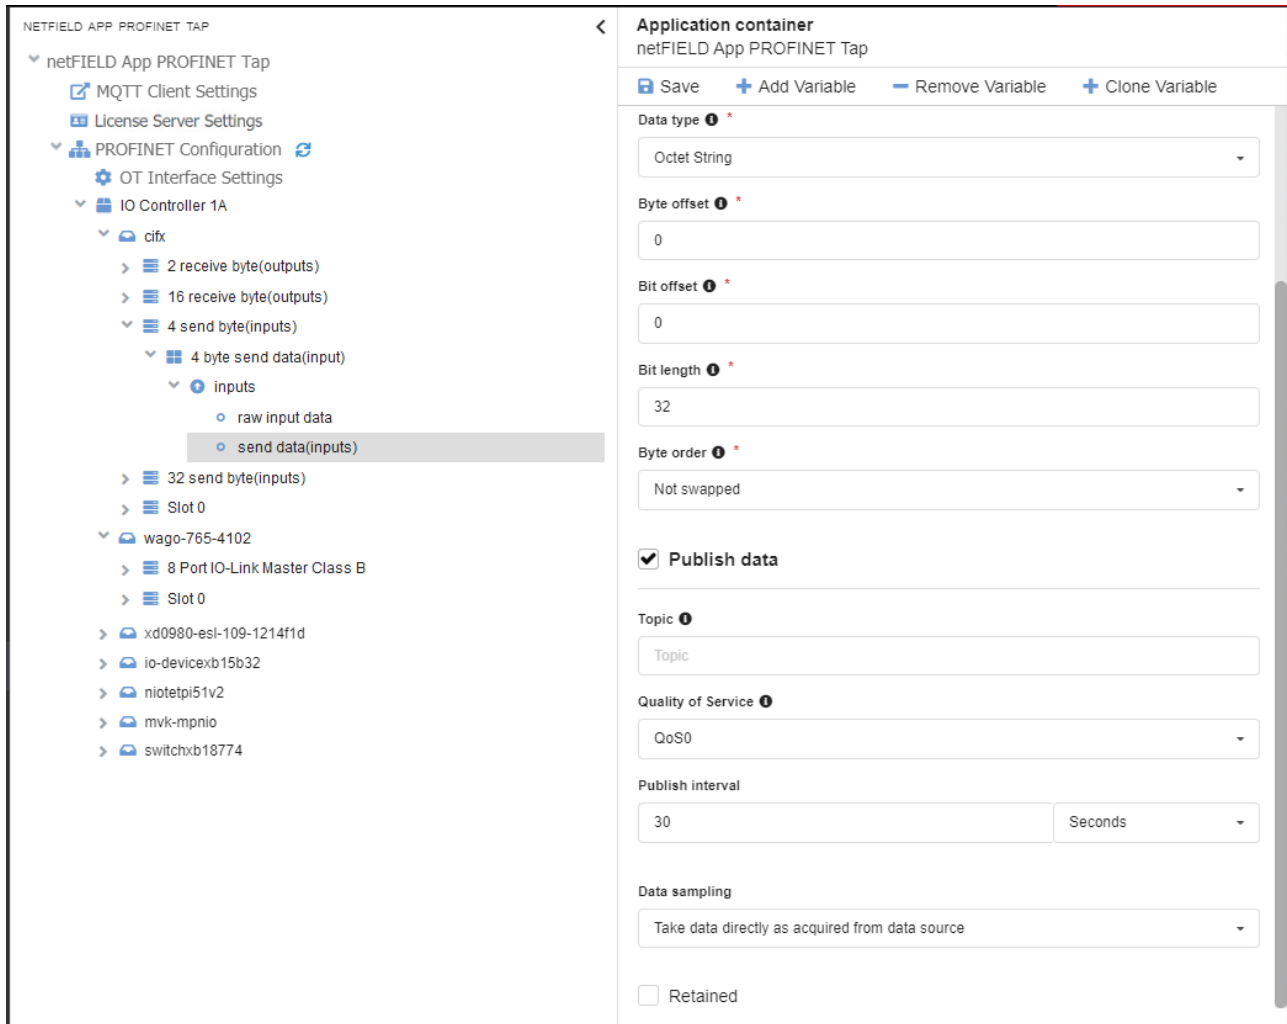 NETFIELD APP PROFINET TAP
netFIELD App PROFINET Tap
MQTT Client Settings
License Server Settings
PROFINET Configuration
OT Interface Settings
IO Controller 1A
cifx
2 receive byte(outputs)
16 receive byte(outputs)
4 send byte(inputs)
4 byte send data(input)
inputs
raw input data
send data(inputs)
32 send byte(inputs)
Slot 0
wago-765-4102
8 Port IO-Link Master Class B
Slot 0
xd0980-esl-109-1214f1d
io-devicexb15b32
niotetpi51v2
mvk-mpnio
switchxb18774
Application container
netFIELD App PROFINET Tap
Save Add Variable Remove Variable Clone Variable
Data type *
Octet String
Byte offset *
0
Bit offset *
0
Bit length *
32
Byte order *
Not swapped
Publish data
Topic
Topic
Quality of Service
QoS0
Publish interval
30 Seconds
Data sampling
Take data directly as acquired from data source
Retained